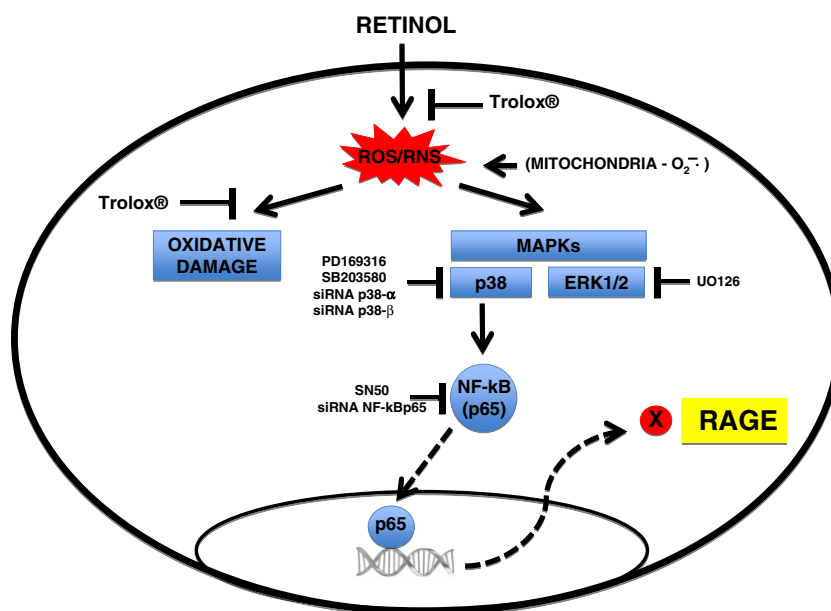 RETINOL
Trolox®
ROS/RNS
(MITOCHONDRIA - O₂⁻· )
Trolox®
OXIDATIVE
DAMAGE
MAPKs
PD169316
SB203580
siRNA p38-α
siRNA p38-β
p38
ERK1/2
UO126
SN50
siRNA NF-kBp65
NF-kB
(p65)
X
RAGE
p65